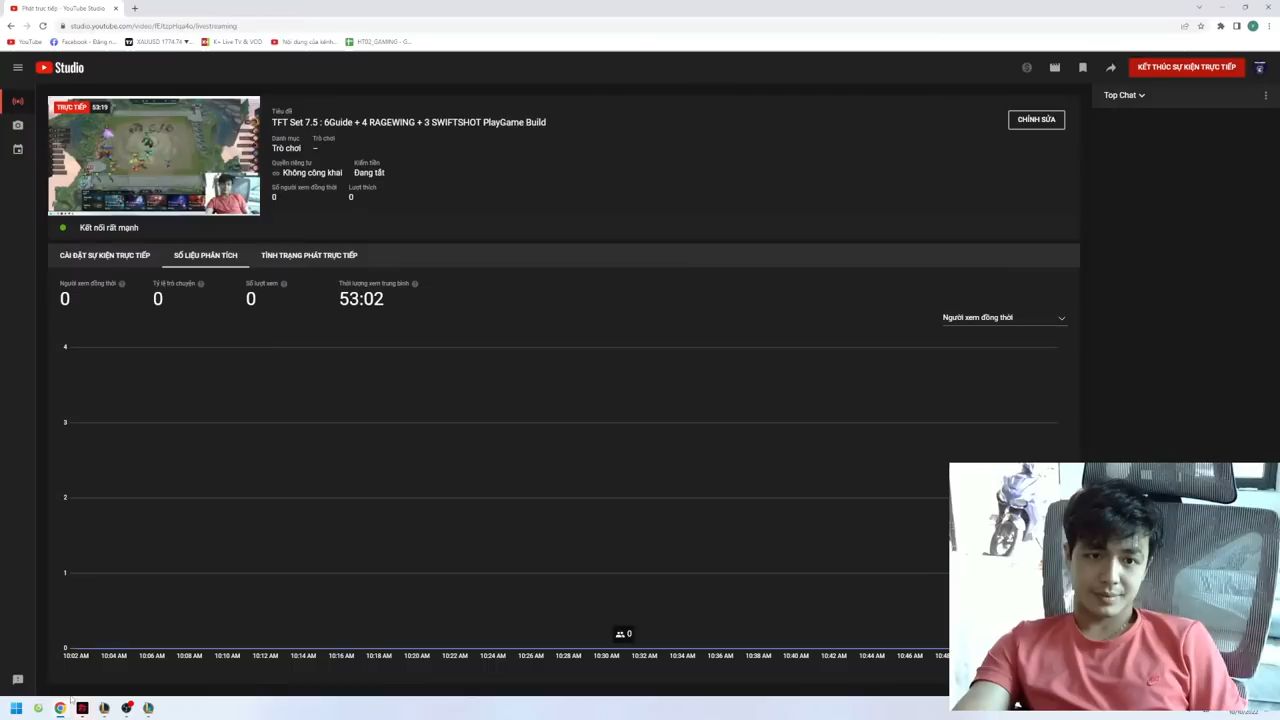 Phát trực tiếp - YouTube Studio
studio.youtube.com/video/fEltzpHqa4o/livestreaming
YouTube
Facebook - Đăng n...
XAUUSD 1774.74 ▼...
K+ Live TV & VOD
Nội dung của kênh...
HT02_GAMING - G...
Studio
KẾT THÚC SỰ KIỆN TRỰC TIẾP
Top Chat
TRỰC TIẾP 53:19
Tiêu đề
TFT Set 7.5 : 6Guide + 4 RAGEWING + 3 SWIFTSHOT PlayGame Build
CHỈNH SỬA
Danh mục Trò chơi
Trò chơi –
Quyền riêng tư Kiếm tiền
Không công khai Đang tắt
Số người xem đồng thời Lượt thích
0 0
Kết nối rất mạnh
CÀI ĐẶT SỰ KIỆN TRỰC TIẾP SỐ LIỆU PHÂN TÍCH TÌNH TRẠNG PHÁT TRỰC TIẾP
Người xem đồng thời Tỷ lệ trò chuyện Số lượt xem Thời lượng xem trung bình
0 0 0 53:02
Người xem đồng thời
4
3
2
1
0
0
10:02 AM 10:04 AM 10:06 AM 10:08 AM 10:10 AM 10:12 AM 10:14 AM 10:16 AM 10:18 AM 10:20 AM 10:22 AM 10:24 AM 10:26 AM 10:28 AM 10:30 AM 10:32 AM 10:34 AM 10:36 AM 10:38 AM 10:40 AM 10:42 AM 10:44 AM 10:46 AM 10:48